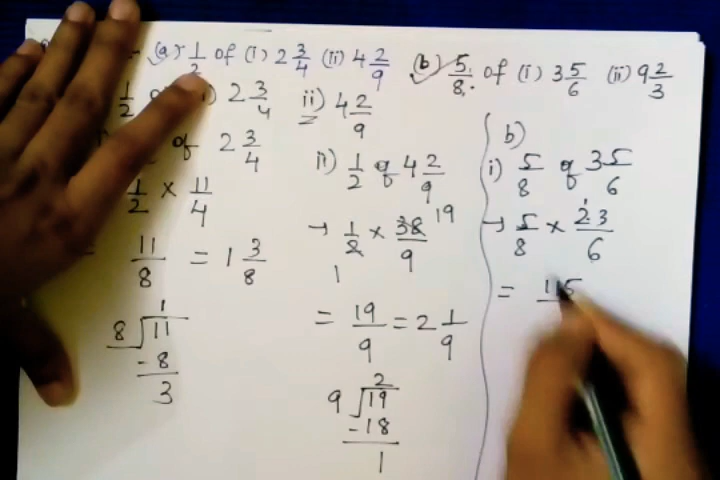 (a) 1/2 of (i) 2 3/4 (ii) 4 2/9 (b) 5/8 of (i) 3 5/6 (ii) 9 2/3
1/2 2 3/4
of 2 3/4
1/2 × 11/4
11/8 = 1 3/8
1
8 11
-8
3
ii) 4 2/9
ii) 1/2 of 4 2/9
→ 1/2 × 38/9 19
1
= 19/9 = 2 1/9
2
9 19
-18
1
b)
i) 5/8 of 3 5/6
→ 5/8 × 23/6
= 115